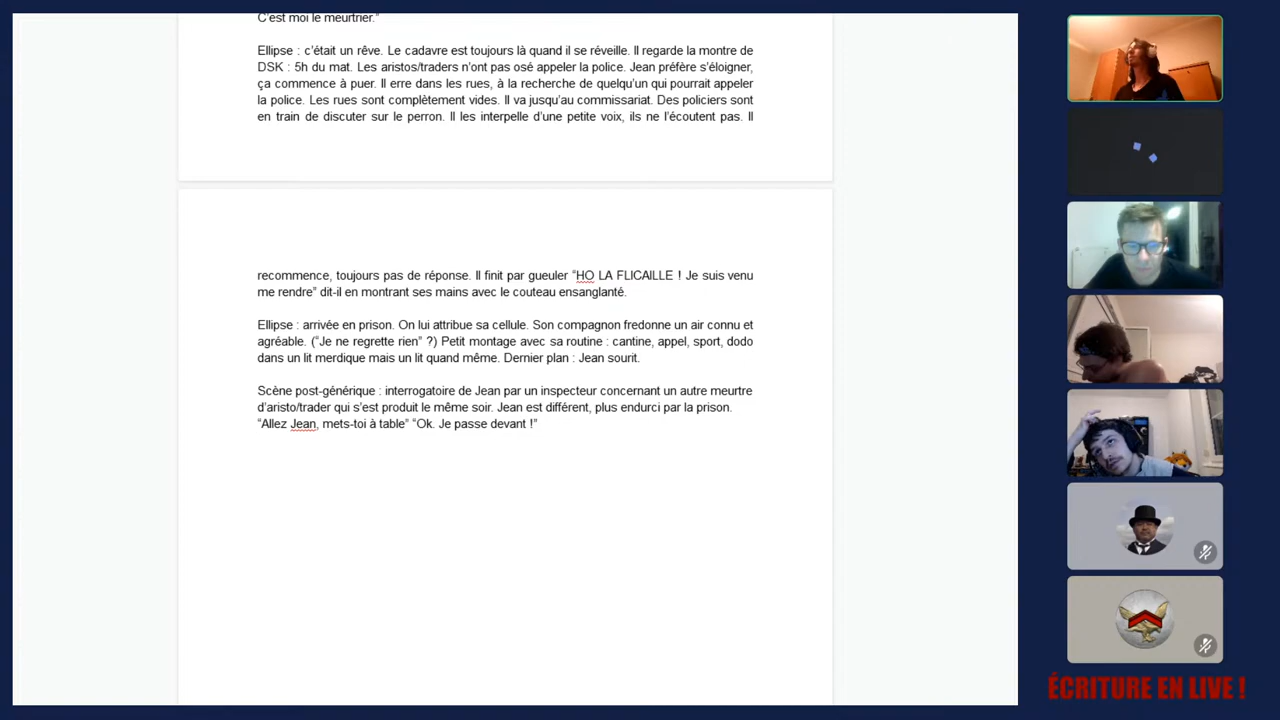 C'est moi le meurtrier.”
Ellipse : c'était un rêve. Le cadavre est toujours là quand il se réveille. Il regarde la montre de
DSK : 5h du mat. Les aristos/traders n'ont pas osé appeler la police. Jean préfère s'éloigner,
ça commence à puer. Il erre dans les rues, à la recherche de quelqu'un qui pourrait appeler
la police. Les rues sont complètement vides. Il va jusqu'au commissariat. Des policiers sont
en train de discuter sur le perron. Il les interpelle d'une petite voix, ils ne l'écoutent pas. Il
recommence, toujours pas de réponse. Il finit par gueuler “HO LA FLICAILLE ! Je suis venu
me rendre” dit-il en montrant ses mains avec le couteau ensanglanté.
Ellipse : arrivée en prison. On lui attribue sa cellule. Son compagnon fredonne un air connu et
agréable. (“Je ne regrette rien” ?) Petit montage avec sa routine : cantine, appel, sport, dodo
dans un lit merdique mais un lit quand même. Dernier plan : Jean sourit.
Scène post-générique : interrogatoire de Jean par un inspecteur concernant un autre meurtre
d'aristo/trader qui s'est produit le même soir. Jean est différent, plus endurci par la prison.
“Allez Jean, mets-toi à table” “Ok. Je passe devant !”
ÉCRITURE EN LIVE !